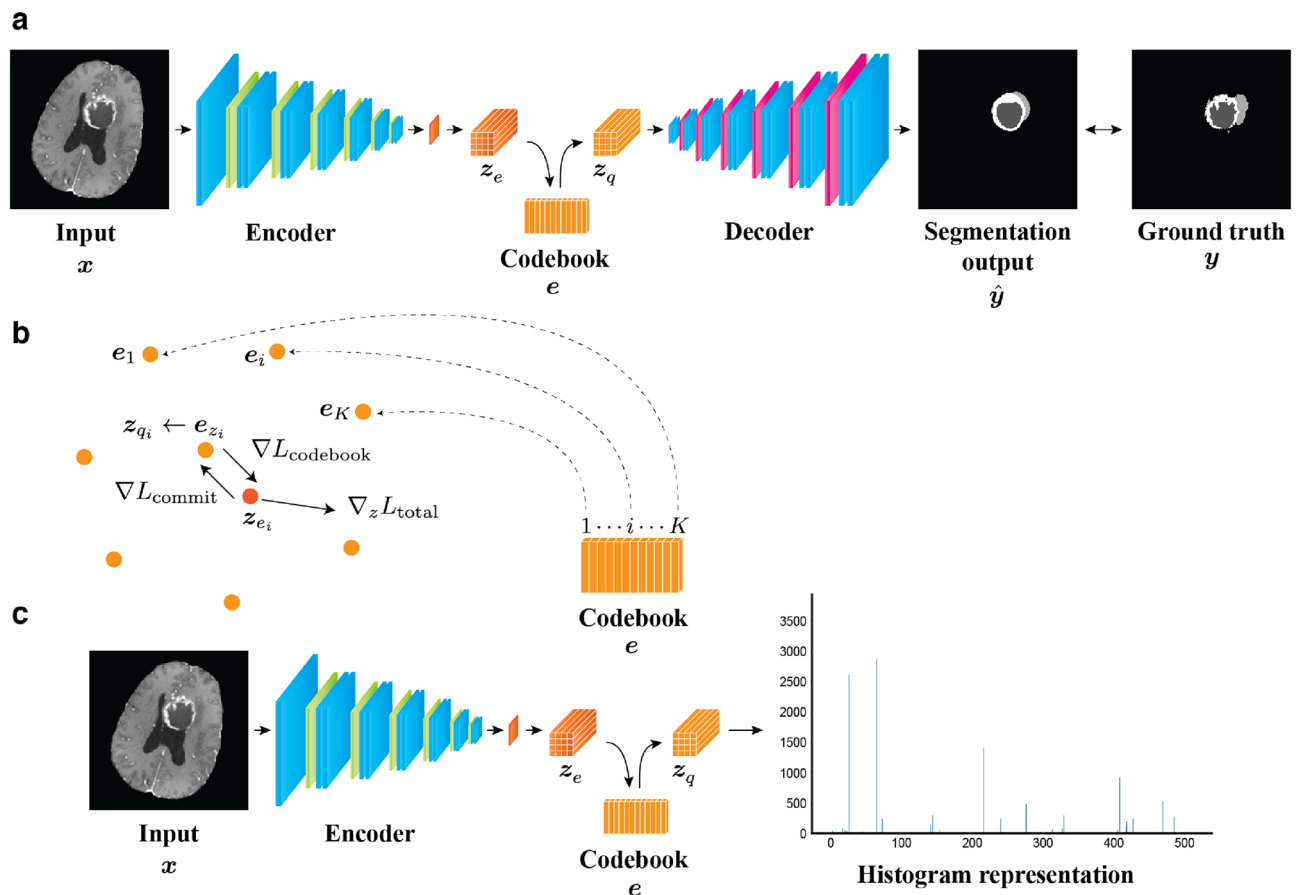 a
z_e
z_q
Input
x
Encoder
Codebook
e
Decoder
Segmentation
output
ŷ
Ground truth
y
b
e_1
e_i
e_K
z_{q_i} ← e_{z_i}
∇L_codebook
∇L_commit
z_{e_i}
∇_z L_total
1 ··· i ··· K
Codebook
e
c
Input
x
Encoder
z_e
z_q
Codebook
e
3500
3000
2500
2000
1500
1000
500
0
0 100 200 300 400 500
Histogram representation